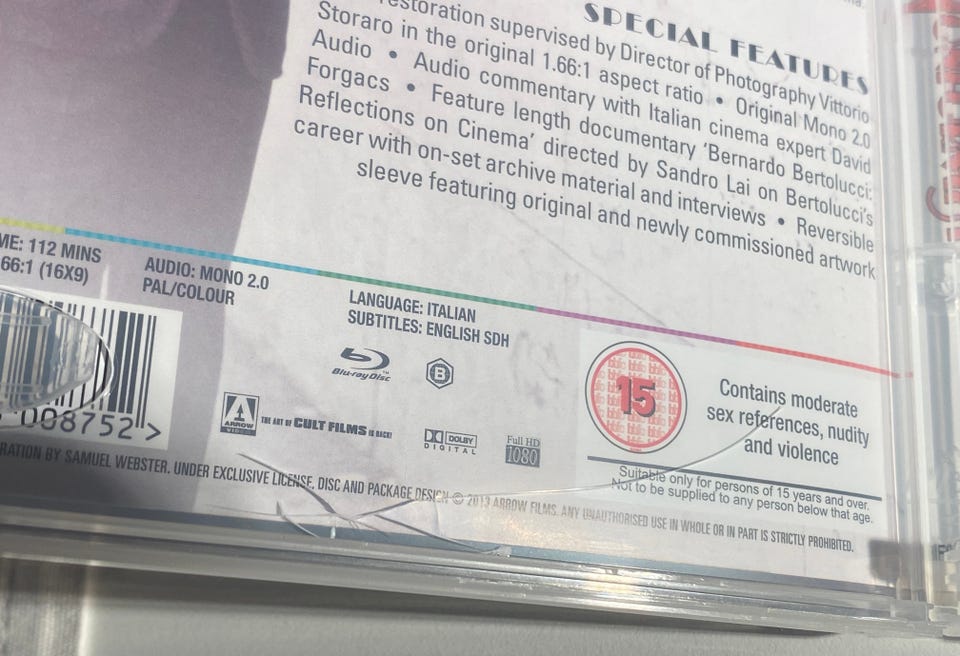 SPECIAL FEATURES
restoration supervised by Director of Photography Vittorio
Storaro in the original 1.66:1 aspect ratio • Original Mono 2.0
Audio • Audio commentary with Italian cinema expert David
Forgacs • Feature length documentary 'Bernardo Bertolucci:
Reflections on Cinema' directed by Sandro Lai on Bertolucci's
career with on-set archive material and interviews • Reversible
sleeve featuring original and newly commissioned artwork
ME: 112 MINS
66:1 (16X9)
AUDIO: MONO 2.0
PAL/COLOUR
LANGUAGE: ITALIAN
SUBTITLES: ENGLISH SDH
Blu-ray Disc
B
008752 >
A
ARROW
VIDEO
THE ART OF CULT FILMS IS BACK!
DOLBY
DIGITAL
Full HD
1080
15
Contains moderate
sex references, nudity
and violence
Suitable only for persons of 15 years and over.
Not to be supplied to any person below that age.
RATION BY SAMUEL WEBSTER. UNDER EXCLUSIVE LICENSE, DISC AND PACKAGE DESIGN © 2013 ARROW FILMS. ANY UNAUTHORISED USE IN WHOLE OR IN PART IS STRICTLY PROHIBITED.